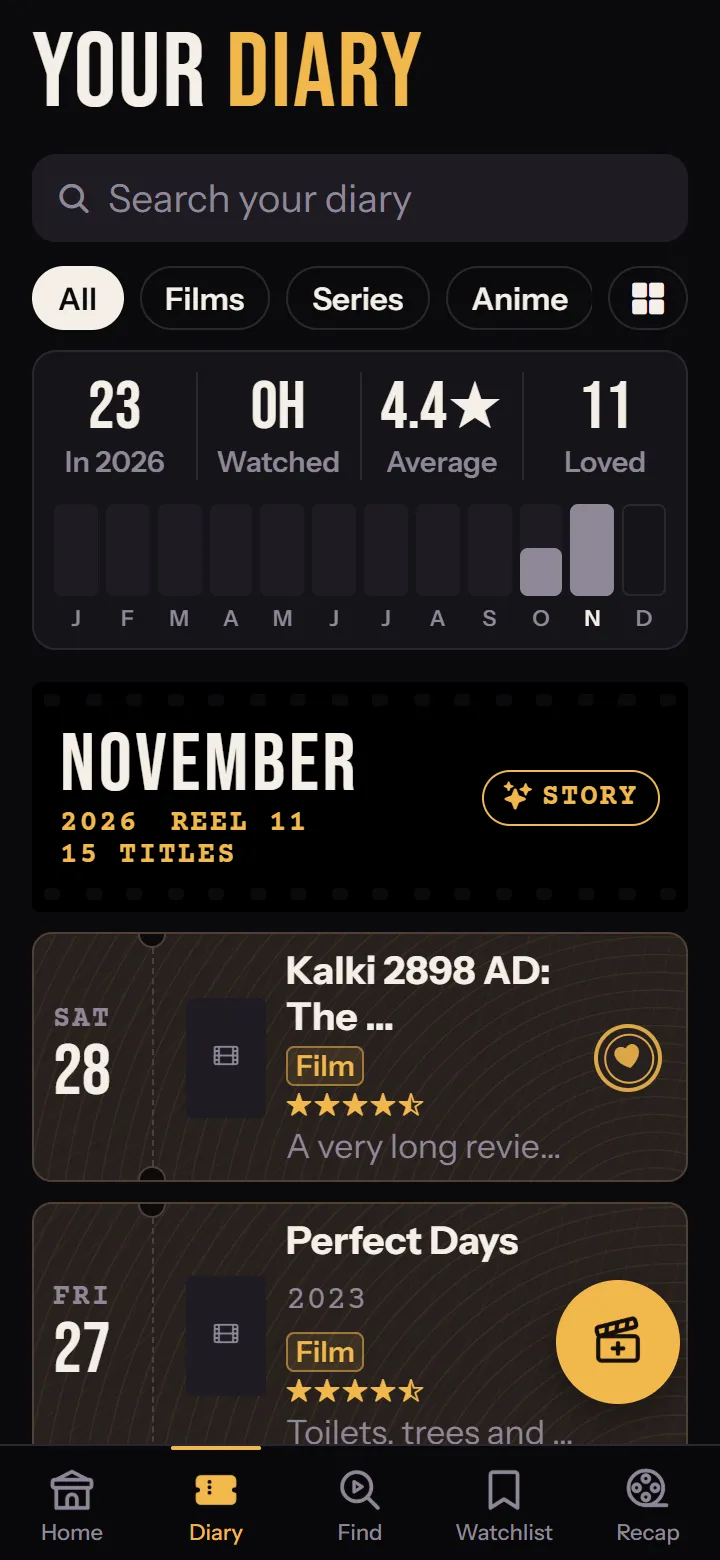 YOUR DIARY
Search your diary
All Films Series Anime
23 0H 4.4★ 11
In 2026 Watched Average Loved
J F M A M J J A S O N D
NOVEMBER
2026 REEL 11
15 TITLES
STORY
SAT
28
Kalki 2898 AD:
The ...
Film
★★★★⯪
A very long revie...
FRI
27
Perfect Days
2023
Film
★★★★⯪
Toilets, trees and ...
Home Diary Find Watchlist Recap